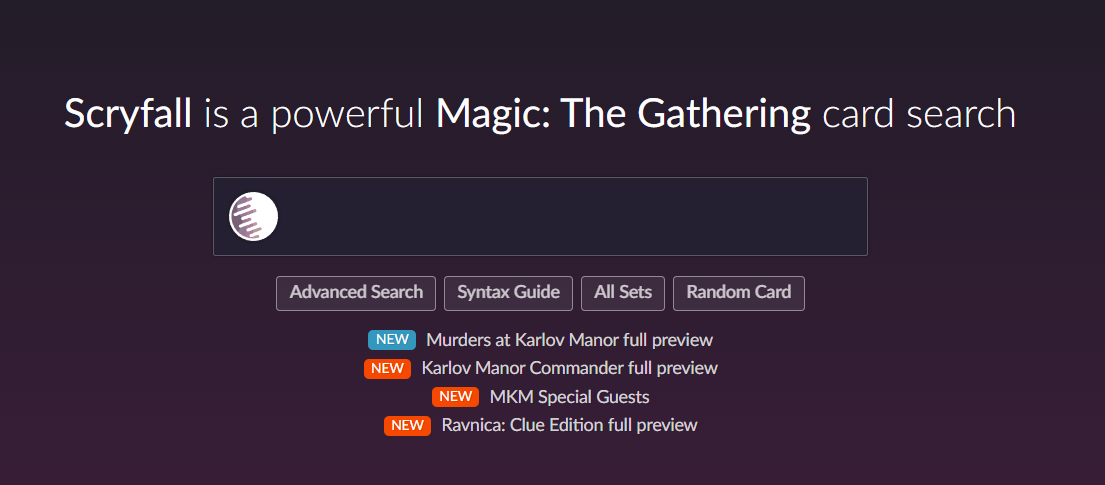 Scryfall is a powerful Magic: The Gathering card search
Advanced Search Syntax Guide All Sets Random Card
NEW Murders at Karlov Manor full preview
NEW Karlov Manor Commander full preview
NEW MKM Special Guests
NEW Ravnica: Clue Edition full preview